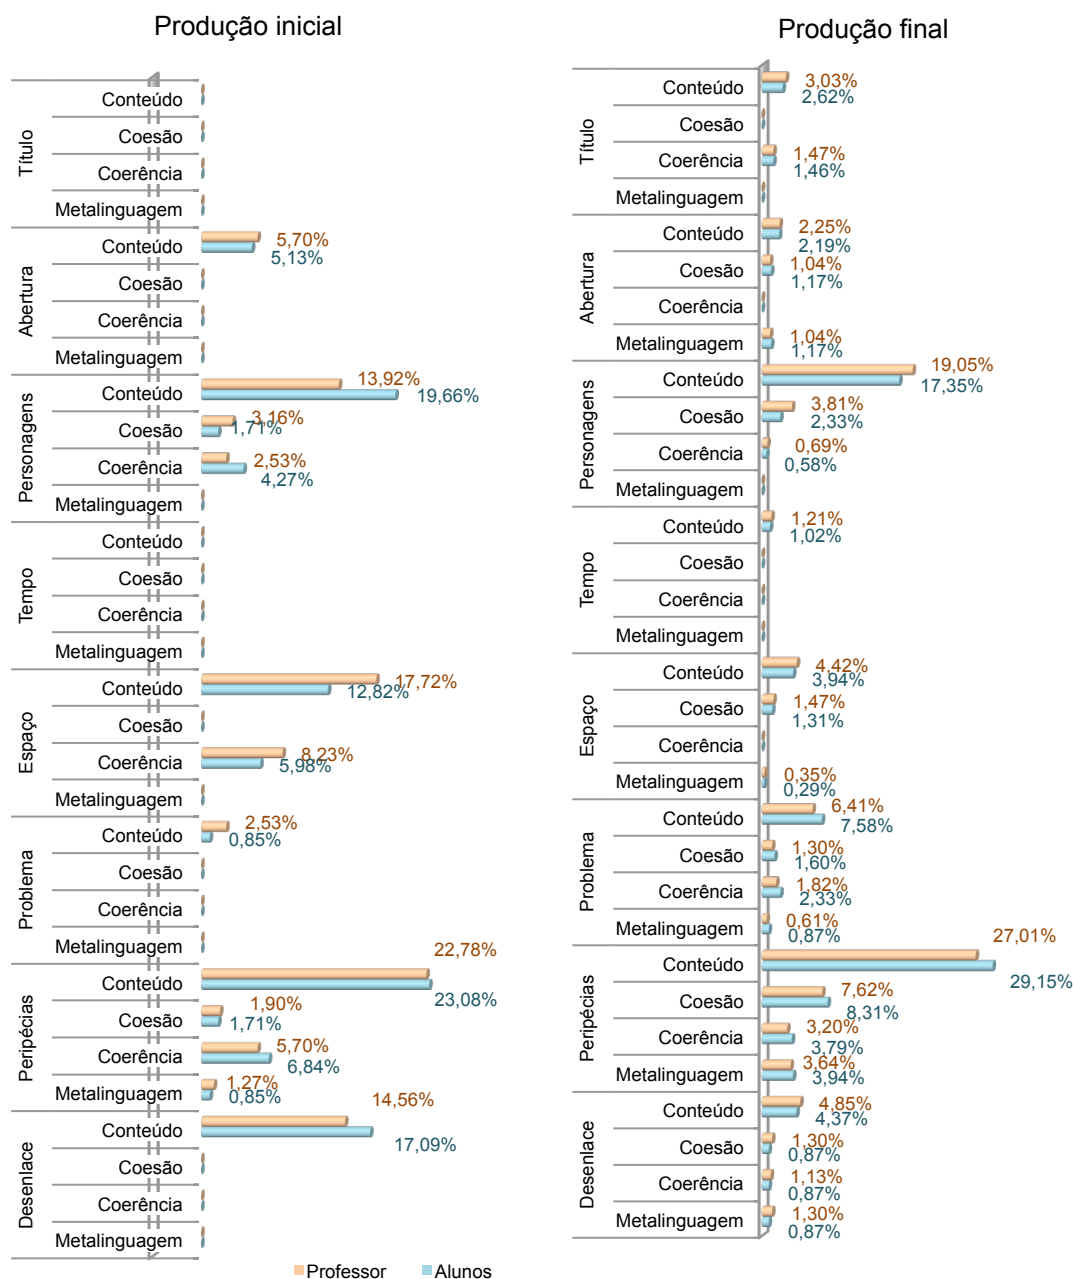 Produção inicial
Título
Conteúdo
Coesão
Coerência
Metalinguagem
Abertura
Conteúdo
5,70%
5,13%
Coesão
Coerência
Metalinguagem
Personagens
Conteúdo
13,92%
19,66%
Coesão
3,16%
1,71%
Coerência
2,53%
4,27%
Metalinguagem
Tempo
Conteúdo
Coesão
Coerência
Metalinguagem
Espaço
Conteúdo
17,72%
12,82%
Coesão
Coerência
8,23%
5,98%
Metalinguagem
Problema
Conteúdo
2,53%
0,85%
Coesão
Coerência
Metalinguagem
Peripécias
Conteúdo
22,78%
23,08%
Coesão
1,90%
1,71%
Coerência
5,70%
6,84%
Metalinguagem
1,27%
0,85%
Desenlace
Conteúdo
14,56%
17,09%
Coesão
Coerência
Metalinguagem
Produção final
Título
Conteúdo
3,03%
2,62%
Coesão
Coerência
1,47%
1,46%
Metalinguagem
Abertura
Conteúdo
2,25%
2,19%
Coesão
1,04%
1,17%
Coerência
Metalinguagem
1,04%
1,17%
Personagens
Conteúdo
19,05%
17,35%
Coesão
3,81%
2,33%
Coerência
0,69%
0,58%
Metalinguagem
Tempo
Conteúdo
1,21%
1,02%
Coesão
Coerência
Metalinguagem
Espaço
Conteúdo
4,42%
3,94%
Coesão
1,47%
1,31%
Coerência
Metalinguagem
0,35%
0,29%
Problema
Conteúdo
6,41%
7,58%
Coesão
1,30%
1,60%
Coerência
1,82%
2,33%
Metalinguagem
0,61%
0,87%
Peripécias
Conteúdo
27,01%
29,15%
Coesão
7,62%
8,31%
Coerência
3,20%
3,79%
Metalinguagem
3,64%
3,94%
Desenlace
Conteúdo
4,85%
4,37%
Coesão
1,30%
0,87%
Coerência
1,13%
0,87%
Metalinguagem
1,30%
0,87%
Professor
Alunos